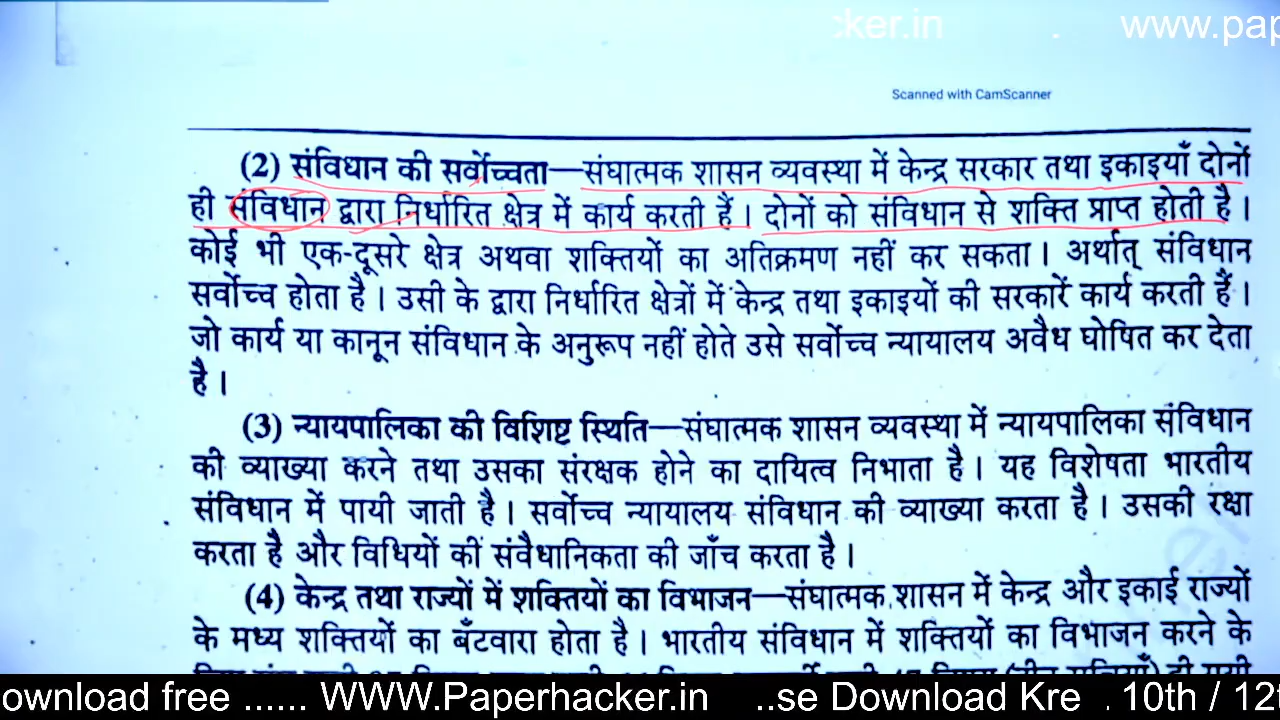 cker.in . www.pap
Scanned with CamScanner
(2) संविधान की सर्वोच्चता—संघात्मक शासन व्यवस्था में केन्द्र सरकार तथा इकाइयाँ दोनों
ही संविधान द्वारा निर्धारित क्षेत्र में कार्य करती हैं। दोनों को संविधान से शक्ति प्राप्त होती है।
कोई भी एक-दूसरे क्षेत्र अथवा शक्तियों का अतिक्रमण नहीं कर सकता। अर्थात् संविधान
सर्वोच्च होता है। उसी के द्वारा निर्धारित क्षेत्रों में केन्द्र तथा इकाइयों की सरकारें कार्य करती हैं।
जो कार्य या कानून संविधान के अनुरूप नहीं होते उसे सर्वोच्च न्यायालय अवैध घोषित कर देता
है।
(3) न्यायपालिका की विशिष्ट स्थिति—संघात्मक शासन व्यवस्था में न्यायपालिका संविधान
की व्याख्या करने तथा उसका संरक्षक होने का दायित्व निभाता है। यह विशेषता भारतीय
संविधान में पायी जाती है। सर्वोच्च न्यायालय संविधान की व्याख्या करता है। उसकी रक्षा
करता है और विधियों की संवैधानिकता की जाँच करता है।
(4) केन्द्र तथा राज्यों में शक्तियों का विभाजन—संघात्मक शासन में केन्द्र और इकाई राज्यों
के मध्य शक्तियों का बँटवारा होता है। भारतीय संविधान में शक्तियों का विभाजन करने के
ownload free ...... WWW.Paperhacker.in ..se Download Kre . 10th / 12